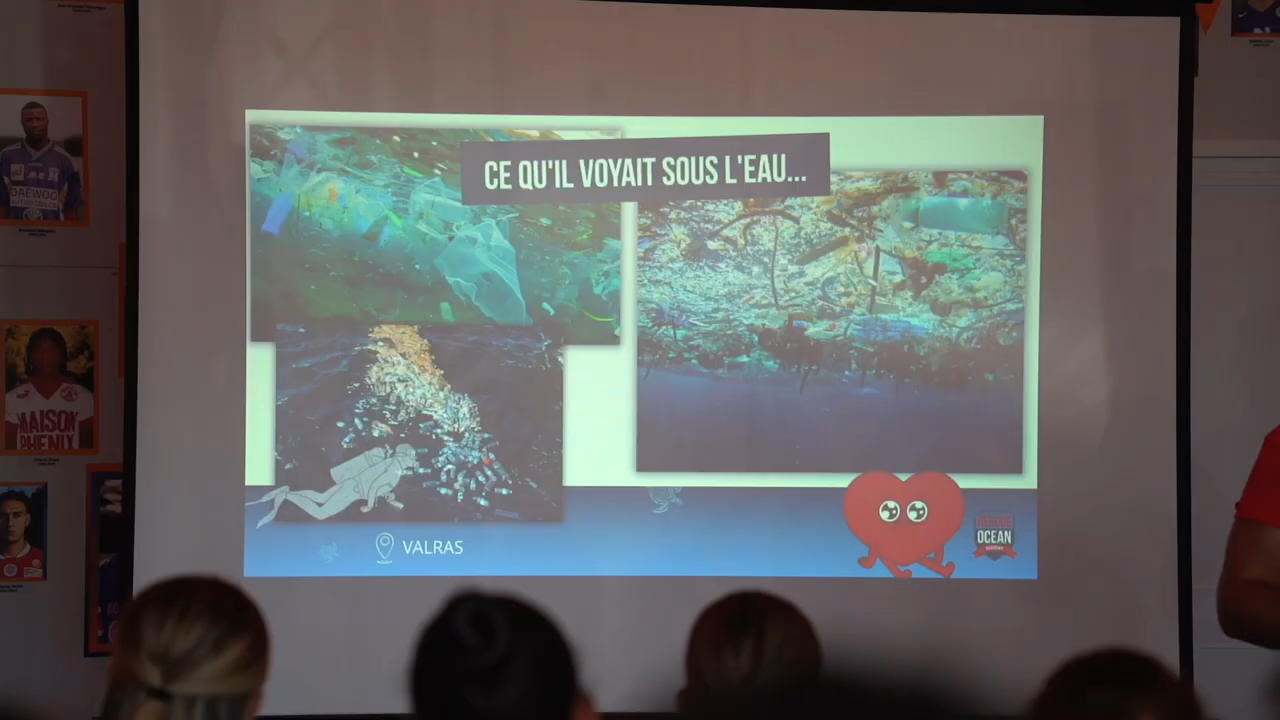 CE QU'IL VOYAIT SOUS L'EAU...
VALRAS
OCEAN
DAEWOO
MAISON
PHENIX